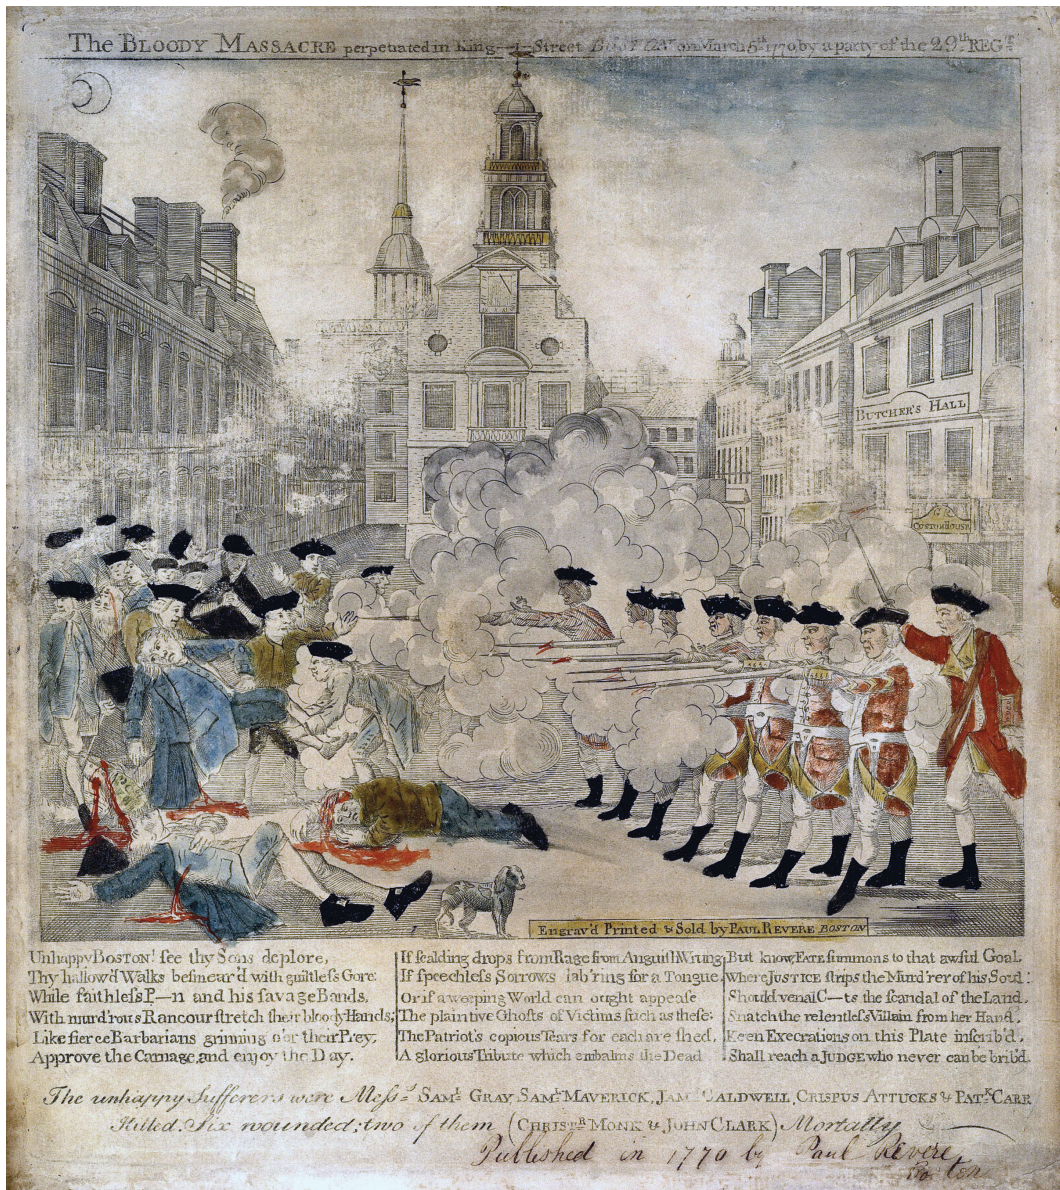 The BLOODY MASSACRE perpetrated in King—1—Street BOSTON on March 5th 1770 by a party of the 29th REGT
BUTCHER'S HALL
CUSTOM HOUSE
Engrav'd Printed & Sold by PAUL REVERE BOSTON
Unhappy BOSTON! see thy Sons deplore,
Thy hallow'd Walks besmear'd with guiltless Gore:
While faithless P—n and his savage Bands,
With murd'rous Rancour stretch their bloody Hands;
Like fierce Barbarians grinning o'er their Prey,
Approve the Carnage, and enjoy the Day.
If scalding drops from Rage from Anguish Wrung
If speechless Sorrows lab'ring for a Tongue,
Or if a weeping World can ought appease
The plaintive Ghosts of Victims such as these;
The Patriot's copious Tears for each are shed,
A glorious Tribute which embalms the Dead
But know, FATE summons to that awful Goal,
Where JUSTICE strips the Murd'rer of his Soul:
Should venal C—ts the scandal of the Land,
Snatch the relentless Villain from her Hand,
Keen Execrations on this Plate inscrib'd,
Shall reach a JUDGE who never can be brib'd.
The unhappy Sufferers were Messs SAML GRAY, SAML MAVERICK, JAMS CALDWELL, CRISPUS ATTUCKS & PATK CARR
Killed. Six wounded; two of them (CHRISTR MONK & JOHN CLARK) Mortally
Published in 1770 by Paul Revere
Boston